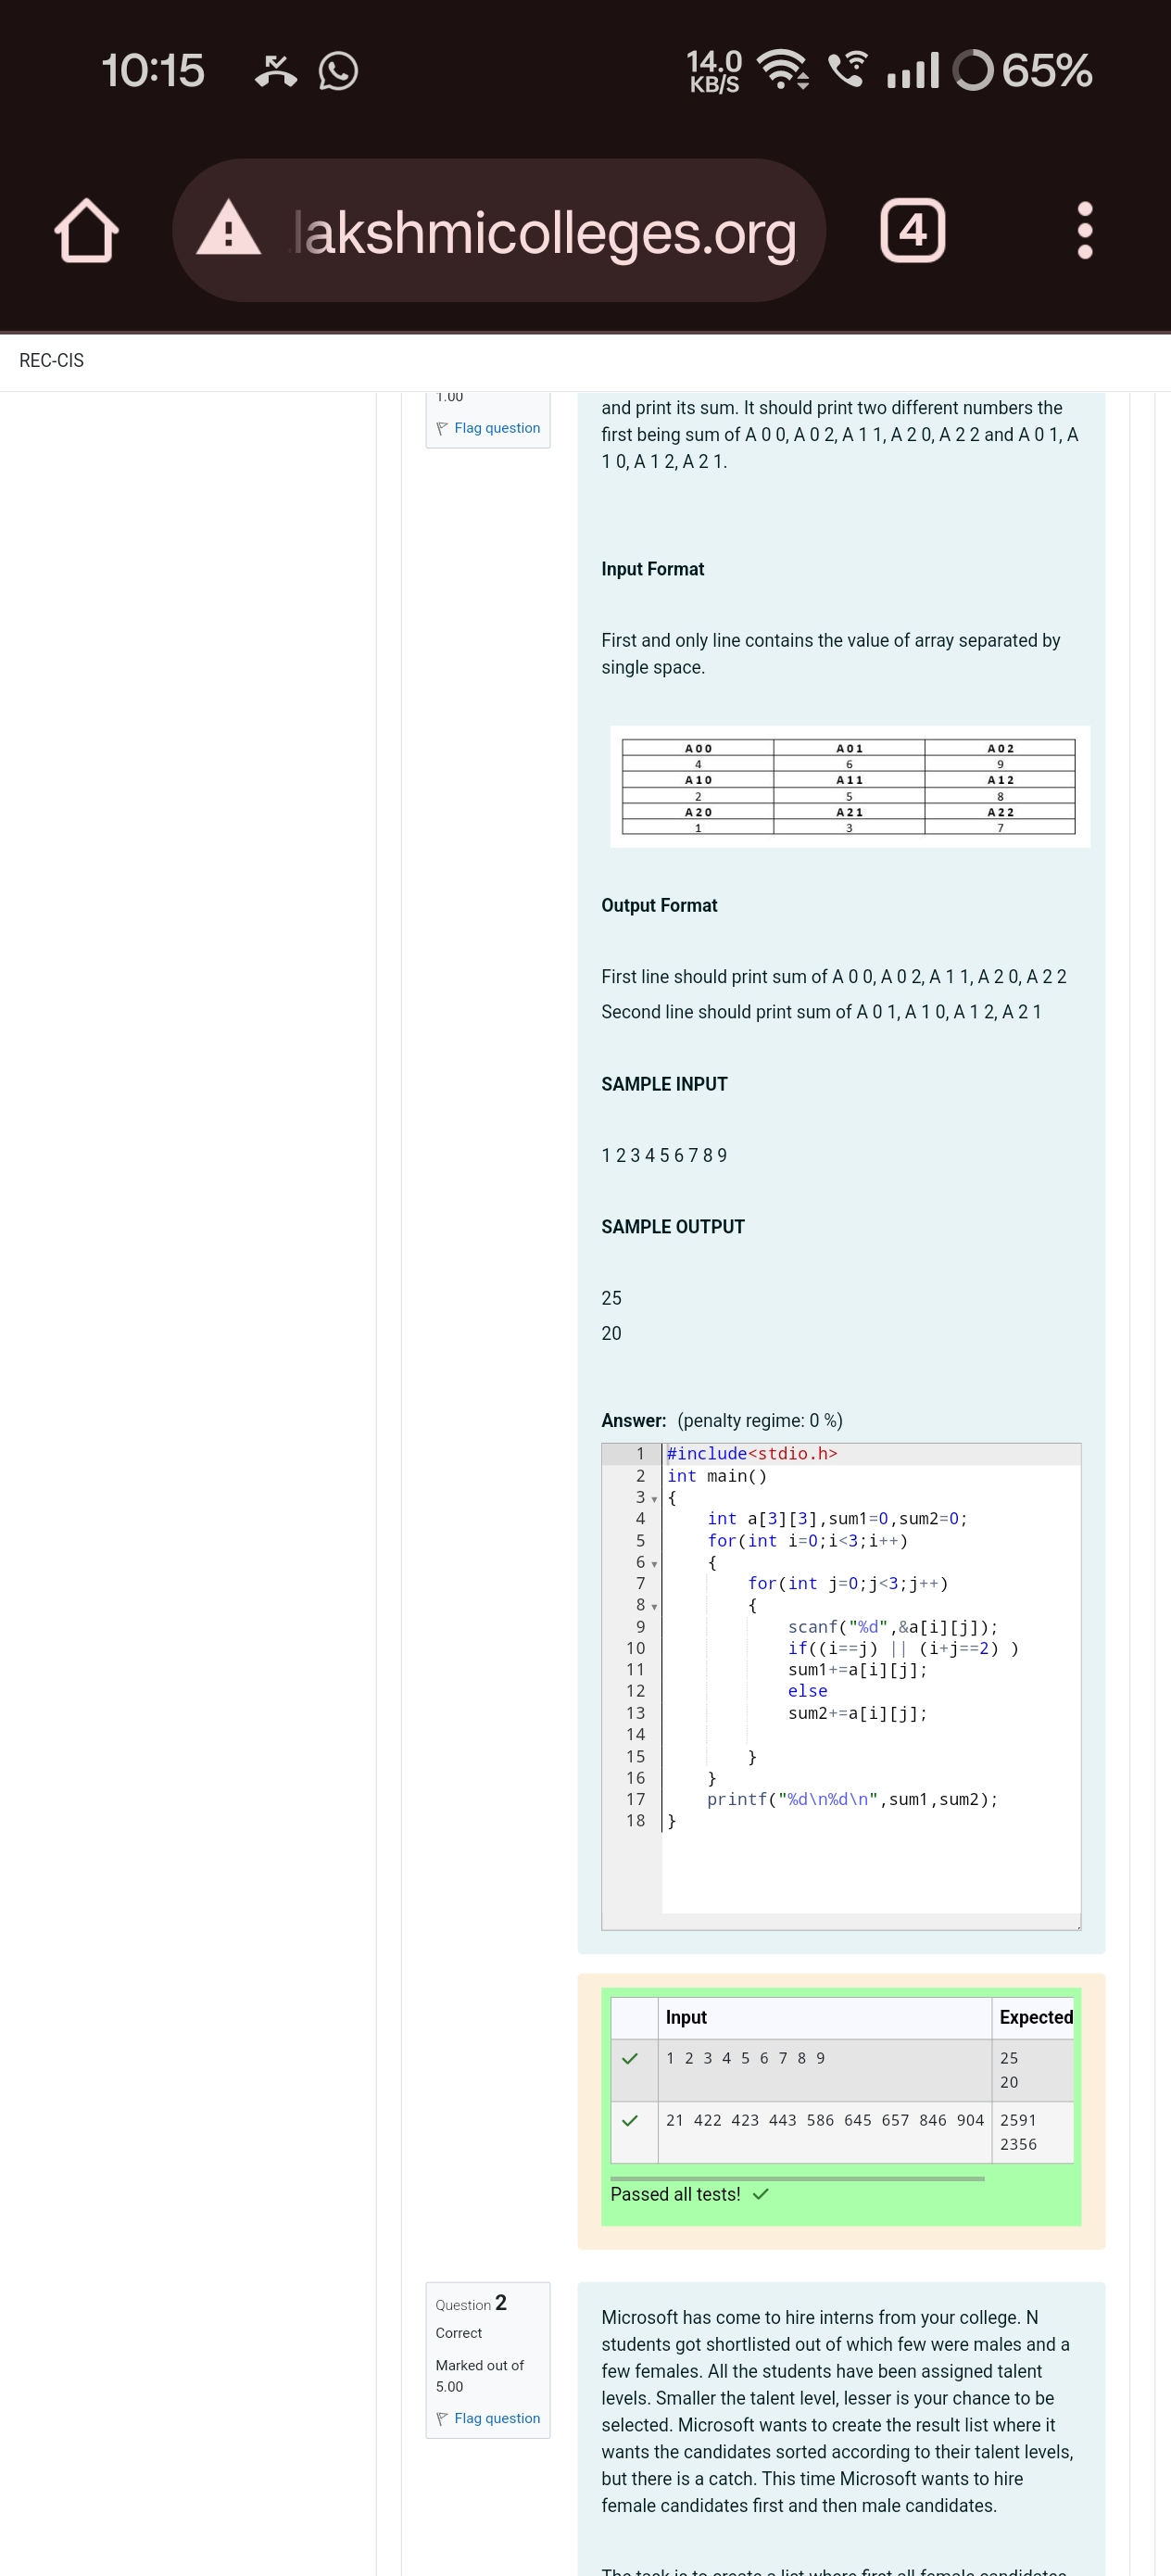 10:15
14.0
KB/S
65%
lakshmicolleges.org
4
REC-CIS
1.00
Flag question
and print its sum. It should print two different numbers the
first being sum of A 0 0, A 0 2, A 1 1, A 2 0, A 2 2 and A 0 1, A
1 0, A 1 2, A 2 1.
Input Format
First and only line contains the value of array separated by
single space.
A 0 0 A 0 1 A 0 2
4 6 9
A 1 0 A 1 1 A 1 2
2 5 8
A 2 0 A 2 1 A 2 2
1 3 7
Output Format
First line should print sum of A 0 0, A 0 2, A 1 1, A 2 0, A 2 2
Second line should print sum of A 0 1, A 1 0, A 1 2, A 2 1
SAMPLE INPUT
1 2 3 4 5 6 7 8 9
SAMPLE OUTPUT
25
20
Answer: (penalty regime: 0 %)
1 #include<stdio.h>
2 int main()
3 {
4 int a[3][3],sum1=0,sum2=0;
5 for(int i=0;i<3;i++)
6 {
7 for(int j=0;j<3;j++)
8 {
9 scanf("%d",&a[i][j]);
10 if((i==j) || (i+j==2) )
11 sum1+=a[i][j];
12 else
13 sum2+=a[i][j];
14
15 }
16 }
17 printf("%d\n%d\n",sum1,sum2);
18 }
Input Expected
1 2 3 4 5 6 7 8 9 25
20
21 422 423 443 586 645 657 846 904 2591
2356
Passed all tests!
Question 2
Correct
Marked out of
5.00
Flag question
Microsoft has come to hire interns from your college. N
students got shortlisted out of which few were males and a
few females. All the students have been assigned talent
levels. Smaller the talent level, lesser is your chance to be
selected. Microsoft wants to create the result list where it
wants the candidates sorted according to their talent levels,
but there is a catch. This time Microsoft wants to hire
female candidates first and then male candidates.
The task is to create a list where first all female candidates